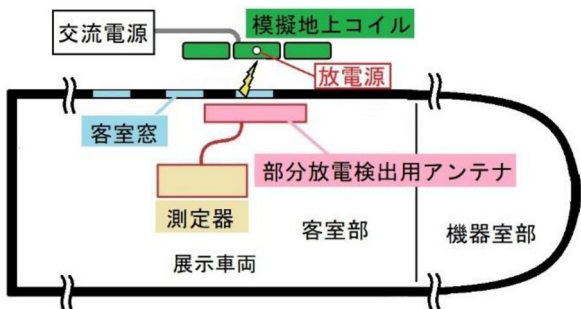 交流電源
模擬地上コイル
放電源
客室窓
部分放電検出用アンテナ
測定器
客室部
機器室部
展示車両